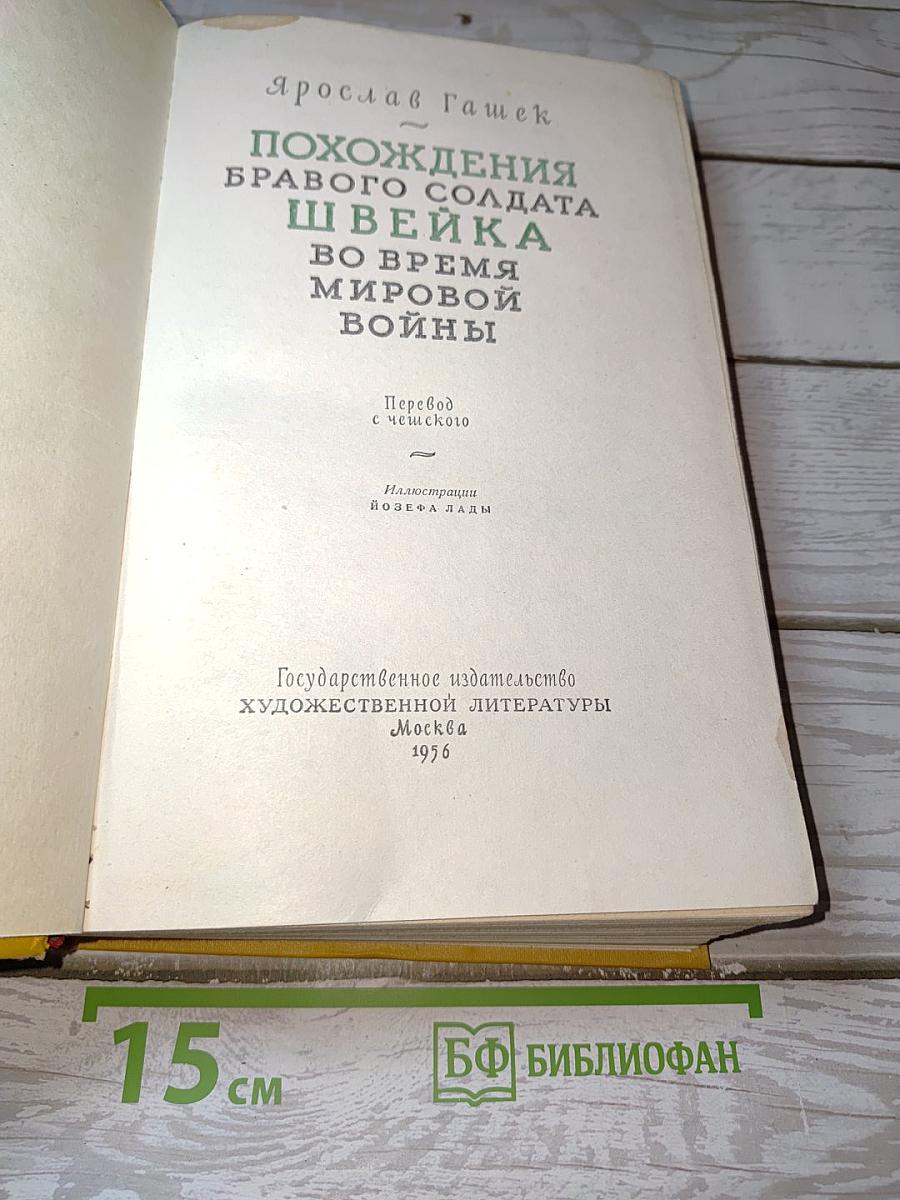 Ярослав Гашек
ПОХОЖДЕНИЯ
БРАВОГО СОЛДАТА
ШВЕЙКА
ВО ВРЕМЯ
МИРОВОЙ
ВОЙНЫ
Перевод
с чешского
Иллюстрации
ЙОЗЕФА ЛАДЫ
Государственное издательство
ХУДОЖЕСТВЕННОЙ ЛИТЕРАТУРЫ
Москва
1956
15 см
БФ БИБЛИОФАН